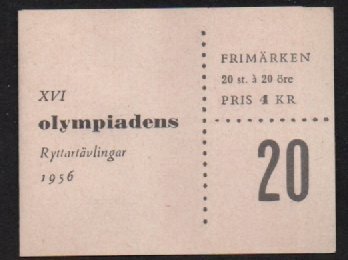 XVI
olympiadens
Ryttartävlingar
1956
FRIMÄRKEN
20 st. à 20 öre
PRIS 4 KR
20